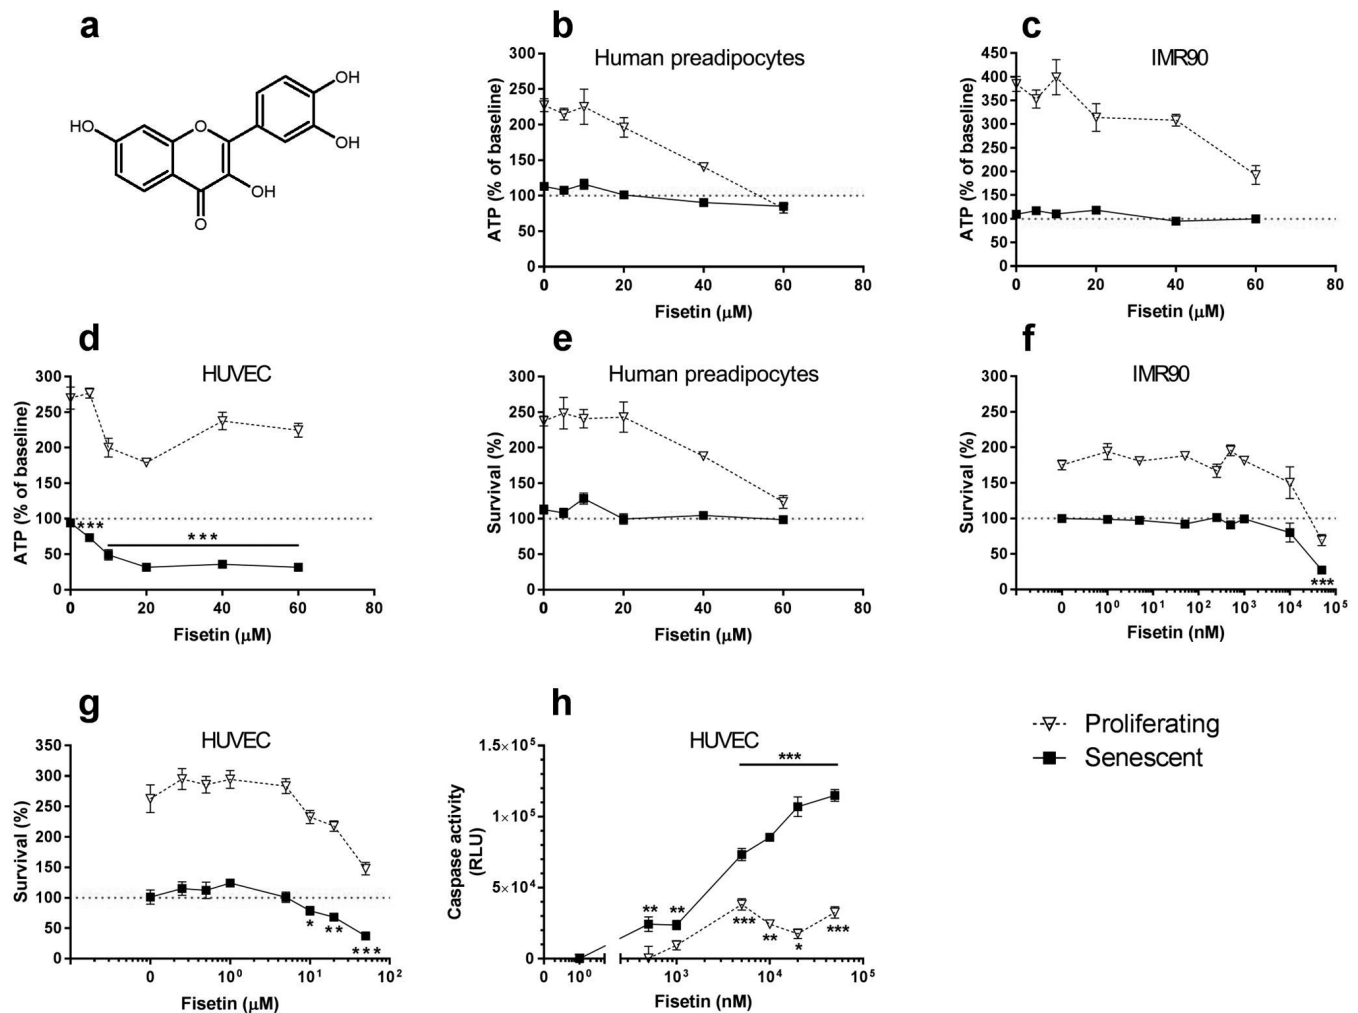 a
HO
O
OH
OH
OH
O
b
Human preadipocytes
ATP (% of baseline)
300
250
200
150
100
50
0
0 20 40 60 80
Fisetin (μM)
c
IMR90
ATP (% of baseline)
450
400
350
300
250
200
150
100
50
0
0 20 40 60 80
Fisetin (μM)
d
HUVEC
ATP (% of baseline)
300
250
200
150
100
50
0
***
***
0 20 40 60 80
Fisetin (μM)
e
Human preadipocytes
Survival (%)
300
250
200
150
100
50
0
0 20 40 60 80
Fisetin (μM)
f
IMR90
Survival (%)
300
250
200
150
100
50
0
***
0 10⁰ 10¹ 10² 10³ 10⁴ 10⁵
Fisetin (nM)
g
HUVEC
Survival (%)
350
300
250
200
150
100
50
0
*
**
***
0 10⁰ 10¹ 10²
Fisetin (μM)
h
HUVEC
Caspase activity
(RLU)
1.5×10⁵
1×10⁵
5×10⁴
0
***
** **
*** ** * ***
0 10⁰ 10³ 10⁴ 10⁵
Fisetin (nM)
Proliferating
Senescent